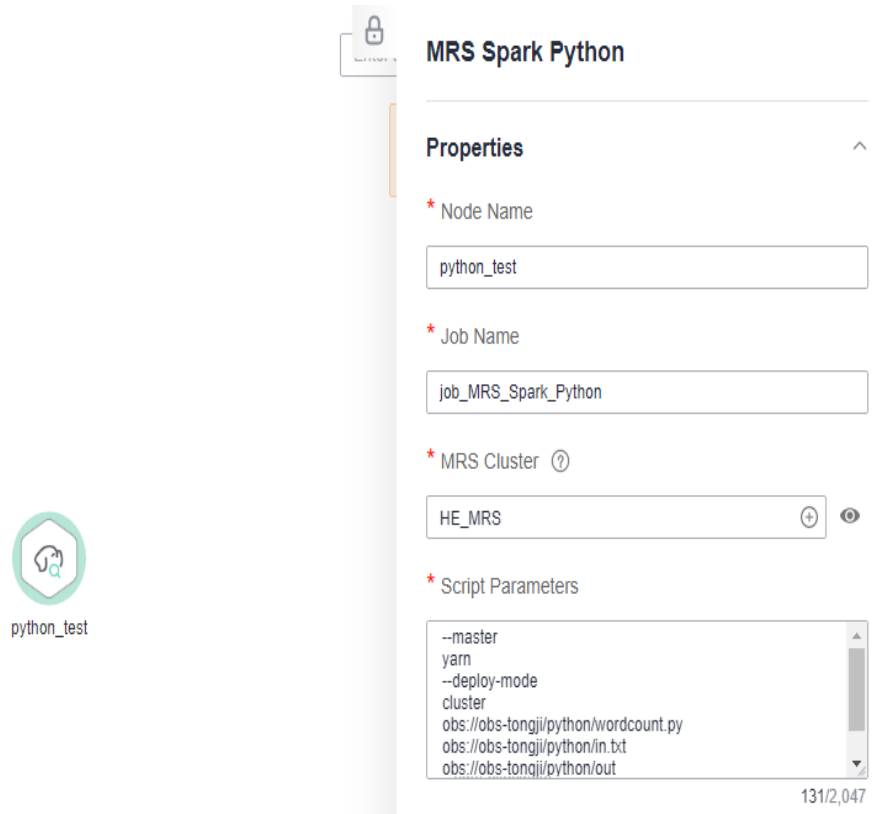 MRS Spark Python
Properties
* Node Name
python_test
* Job Name
job_MRS_Spark_Python
* MRS Cluster ?
HE_MRS
* Script Parameters
--master
yarn
--deploy-mode
cluster
obs://obs-tongji/python/wordcount.py
obs://obs-tongji/python/in.txt
obs://obs-tongji/python/out
131/2,047
python_test